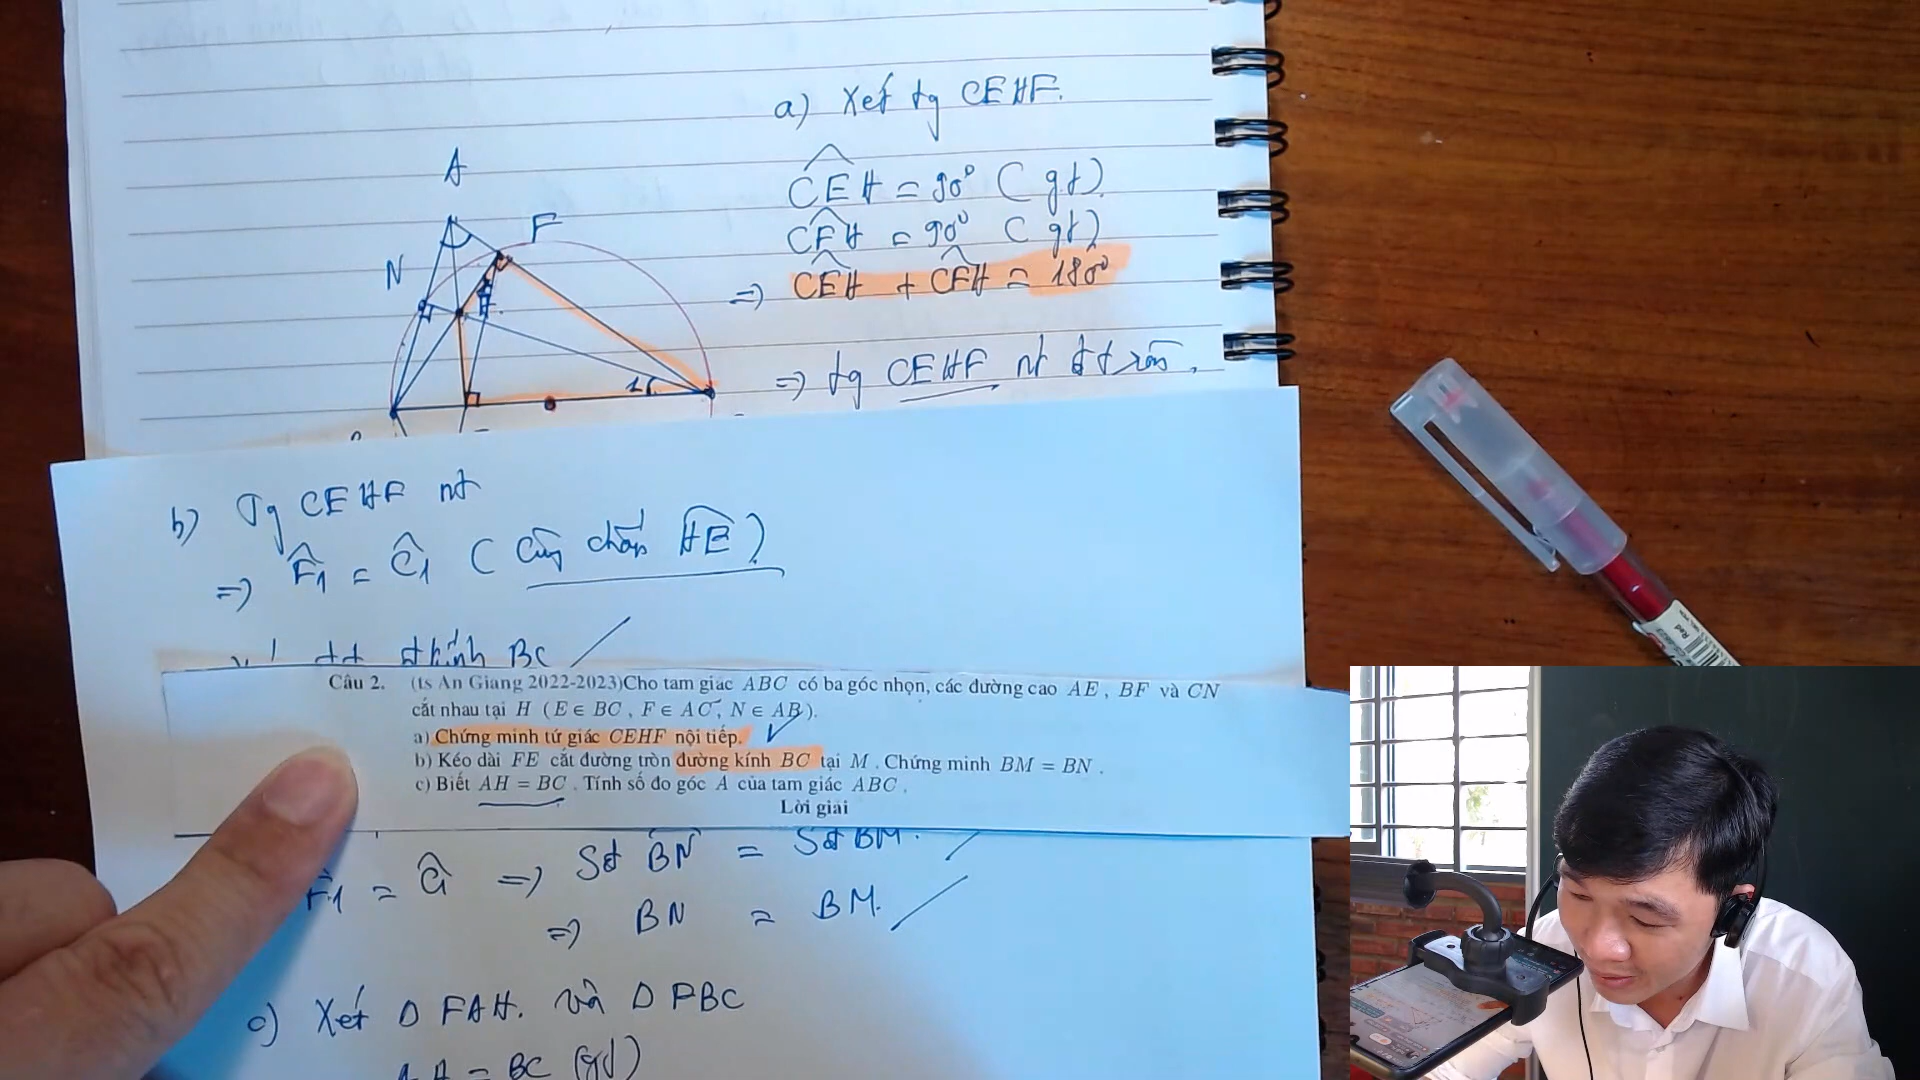 a) Xét tg CEHF.
CEH = 90° ( gt)
CFH = 90° ( gt)
=> CEH + CFH = 180°
=> tg CEHF nt đt tròn.
A
F
N
H
1
b) Tg CEHF nt
=> F1 = C1 ( cùng chắn HE )
BC
Câu 2. (ts An Giang 2022-2023)Cho tam giác ABC có ba góc nhọn, các đường cao AE , BF và CN
cắt nhau tại H ( E ∈ BC , F ∈ AC , N ∈ AB ).
a) Chứng minh tứ giác CEHF nội tiếp.
b) Kéo dài FE cắt đường tròn đường kính BC tại M . Chứng minh BM = BN .
c) Biết AH = BC . Tính số đo góc A của tam giác ABC .
Lời giải
F1 = C1 => Sđ BN = Sđ BM.
=> BN = BM.
c) Xét Δ FAH. và Δ FBC
AH = BC (gt)
Red